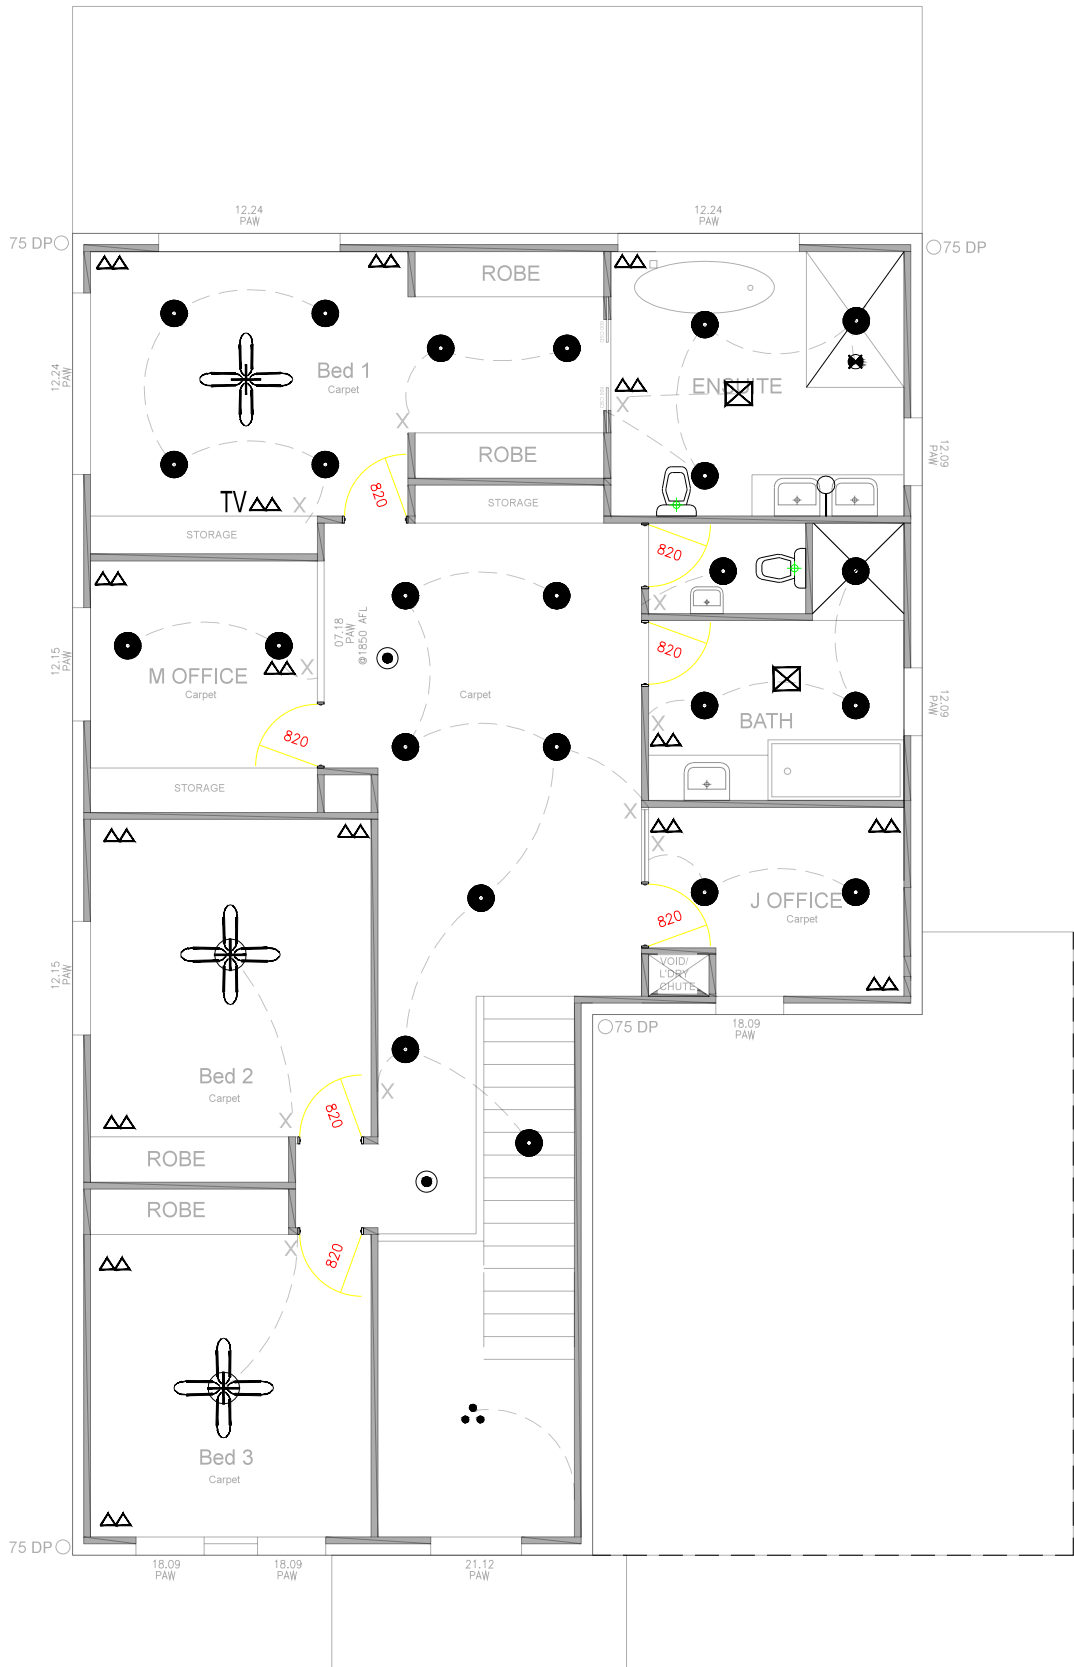 12.24
PAW
12.24
PAW
75 DP
75 DP
ROBE
Bed 1
Carpet
12.24
PAW
ENSUITE
X
X
ROBE
12.09
PAW
820
TV
X
STORAGE
STORAGE
820
X
07.18
PAW
@1850 AFL
12.15
PAW
M OFFICE
Carpet
X
Carpet
820
12.09
PAW
X
BATH
820
STORAGE
X
X
J OFFICE
Carpet
820
VOID/
L'DRY
CHUTE
12.15
PAW
75 DP
18.09
PAW
Bed 2
Carpet
X
X
820
ROBE
ROBE
X
820
Bed 3
Carpet
75 DP
18.09
PAW
18.09
PAW
21.12
PAW